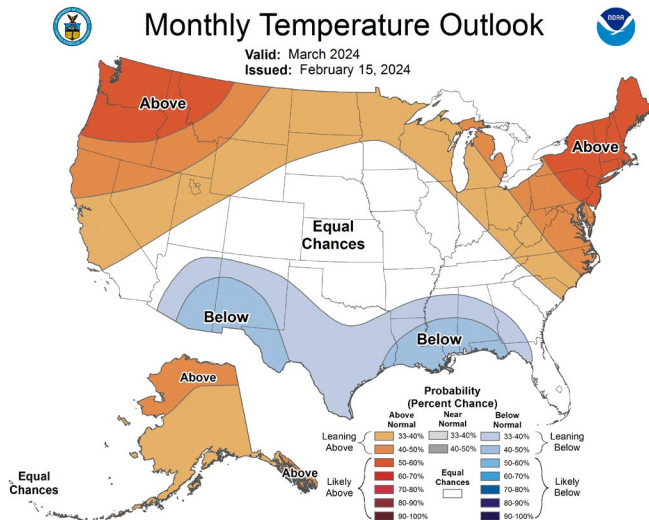 Monthly Temperature Outlook
NOAA
Valid: March 2024
Issued: February 15, 2024
Above
Above
Equal
Chances
Below
Below
Above
Above
Equal
Chances
Probability
(Percent Chance)
Above
Normal
Near
Normal
Below
Normal
Leaning
Above
33-40%
33-40%
33-40%
Leaning
Below
40-50%
40-50%
40-50%
Likely
Above
50-60%
Equal
Chances
50-60%
Likely
Below
60-70%
60-70%
70-80%
70-80%
80-90%
80-90%
90-100%
90-100%